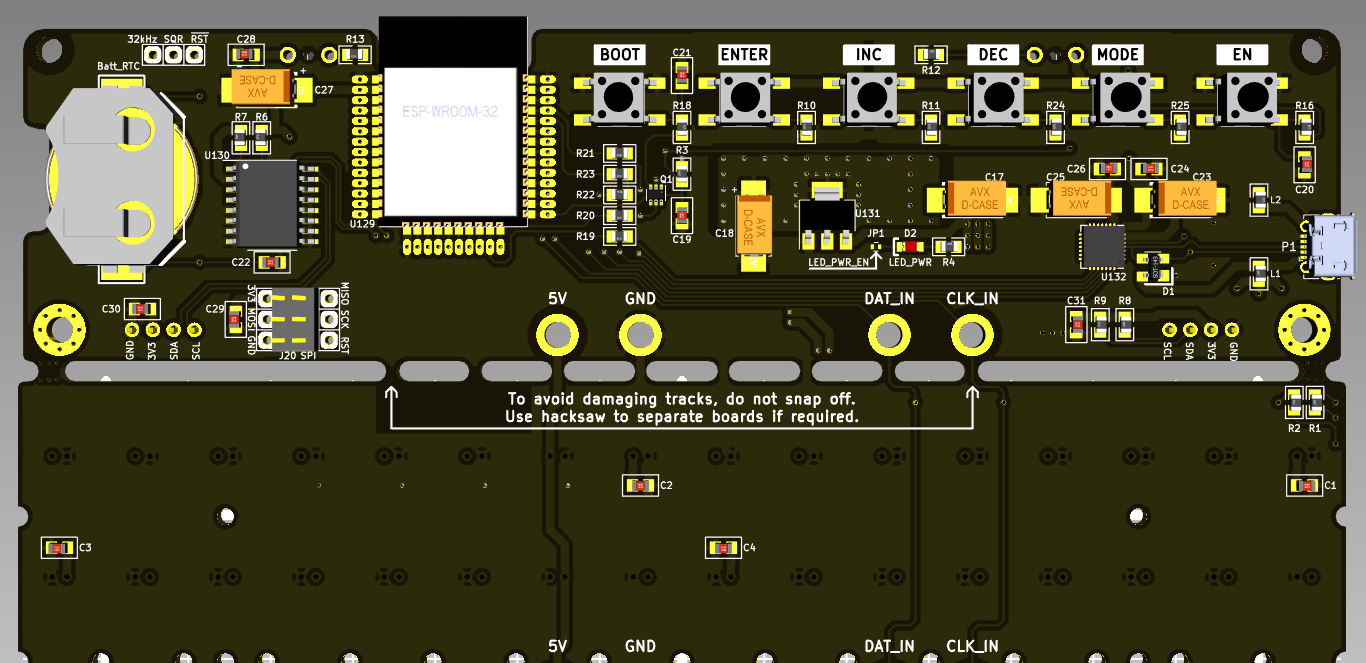 32kHz SQR RST
C28
R13
BOOT
C21
ENTER
INC
R12
DEC
MODE
EN
Batt_RTC
+
AVX
D-CASE
C27
ESP-WROOM-32
R7 R6
R18
R10
R11
R24
R25
R16
U130
R21
R3
R23
Q1
R22
R20
R19
C26
C24
C20
C17
AVX
D-CASE
C25
AVX
D-CASE
C23
AVX
D-CASE
L2
+
C18
AVX
D-CASE
U131
U129
JP1
D2
LED_PWR_EN
LED_PWR
R4
C19
U132
P1
SOT-143
D1
L1
C22
C30
C29
3V3
MOSI
GND
MISO
SCK
RST
J20 SPI
GND
3V3
SDA
SCL
5V
GND
DAT_IN
CLK_IN
C31
R9
R8
SCL
SDA
3V3
GND
To avoid damaging tracks, do not snap off.
Use hacksaw to separate boards if required.
R2 R1
C2
C1
C3
C4
5V
GND
DAT_IN
CLK_IN